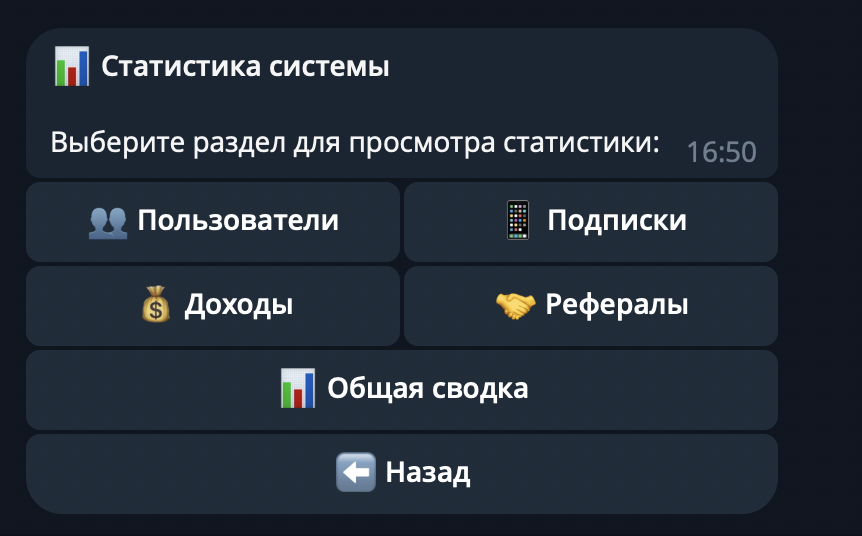 📊 Статистика системы
Выберите раздел для просмотра статистики: 16:50
👥 Пользователи
📱 Подписки
💰 Доходы
🤝 Рефералы
📊 Общая сводка
⬅️ Назад